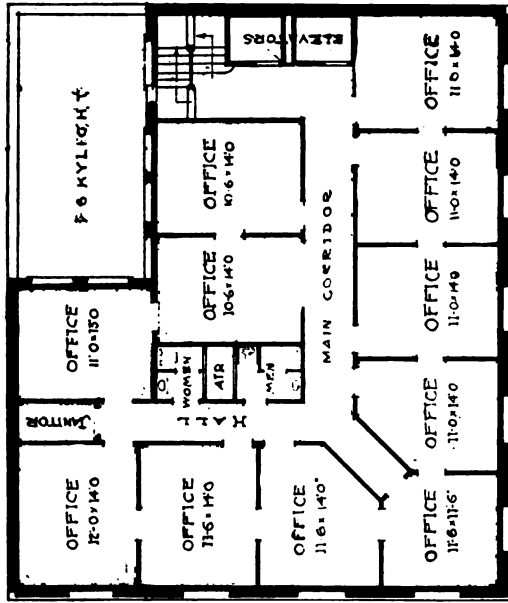 ELEVATORS
OFFICE
11·0×14·0
SKYLIGHT
OFFICE
10·6×14·0
OFFICE
11·0×14·0
OFFICE
10·6×14·0
MAIN CORRIDOR
OFFICE
11·0×14·0
OFFICE
11·0×15·0
WOMEN
AIR
MEN
OFFICE
11·0×14·0
JANITOR
HALL
OFFICE
12·0×14·0
OFFICE
11·6×14·0
OFFICE
11·6×14·0"
OFFICE
11·6×11·6"